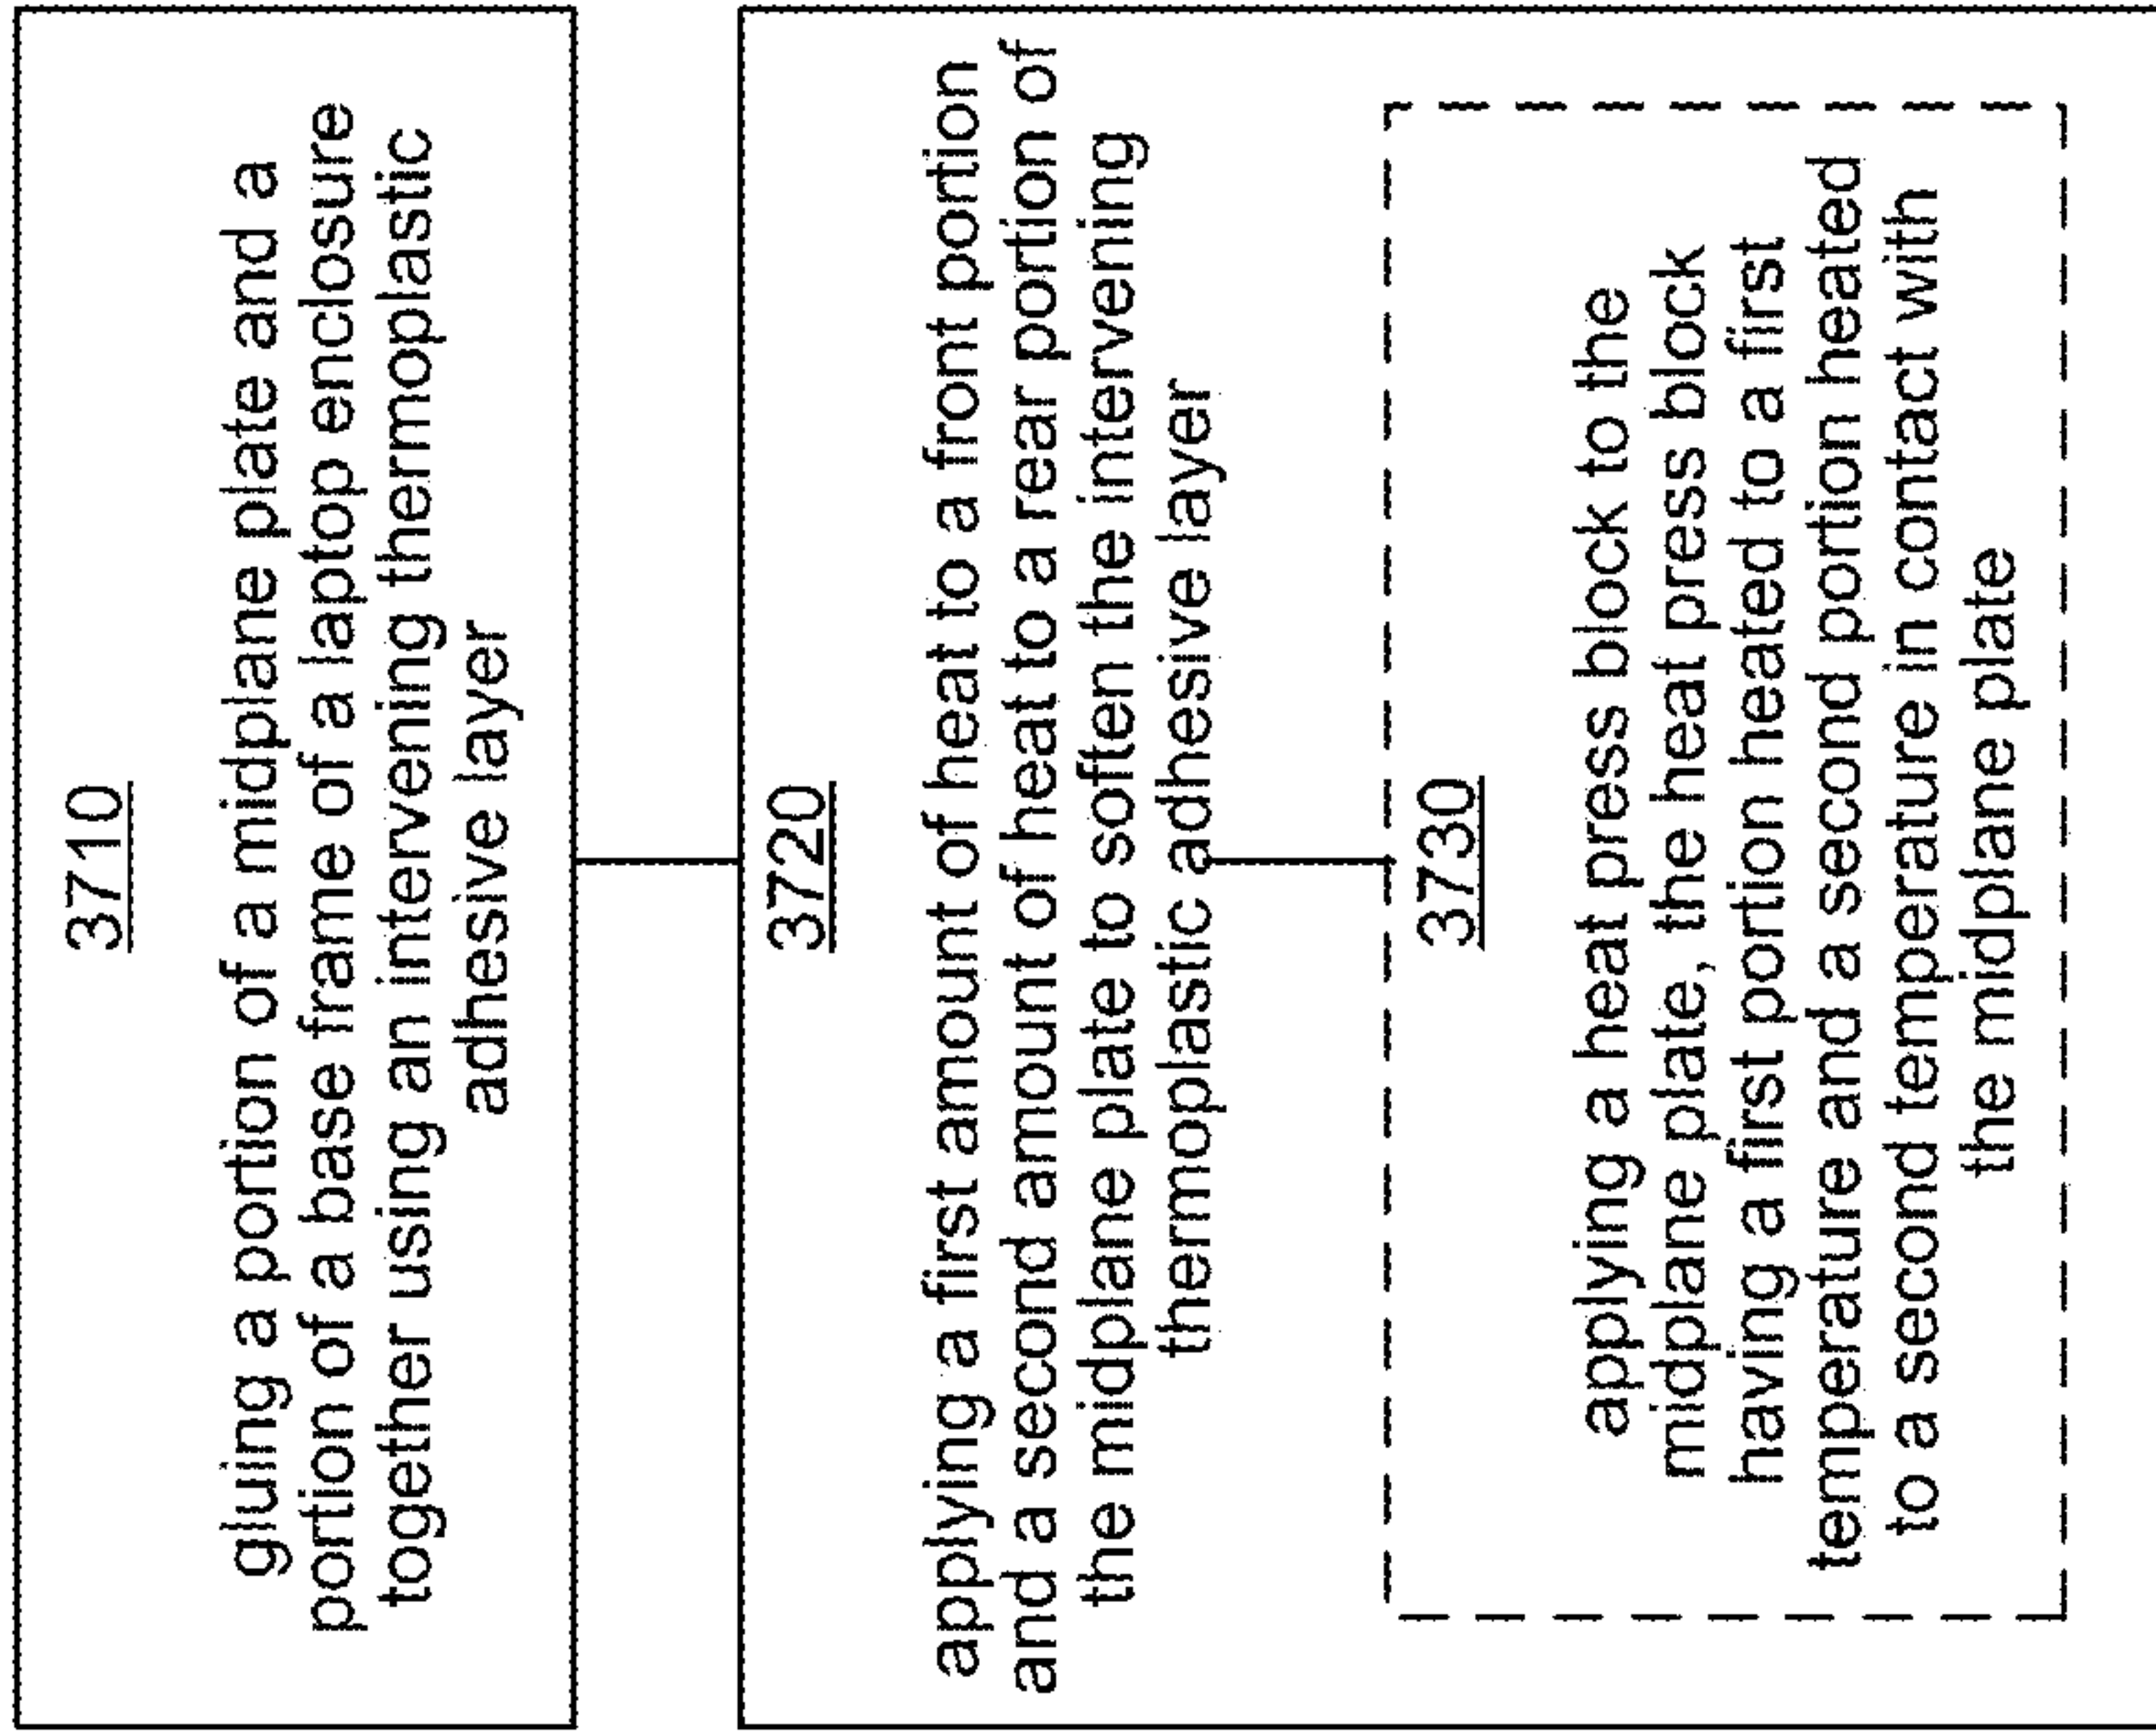 3710
gluing a portion of a midplane plate and a
portion of a base frame of a laptop enclosure
together using an intervening thermoplastic
adhesive layer
3720
applying a first amount of heat to a front portion
and a second amount of heat to a rear portion of
the midplane plate to soften the intervening
thermoplastic adhesive layer
3730
applying a heat press block to the
midplane plate, the heat press block
having a first portion heated to a first
temperature and a second portion heated
to a second temperature in contact with
the midplane plate